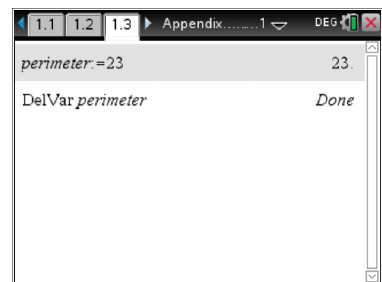 1.1 1.2 1.3 Appendix.........1 DEG
perimeter:=23 23.
DelVar perimeter Done